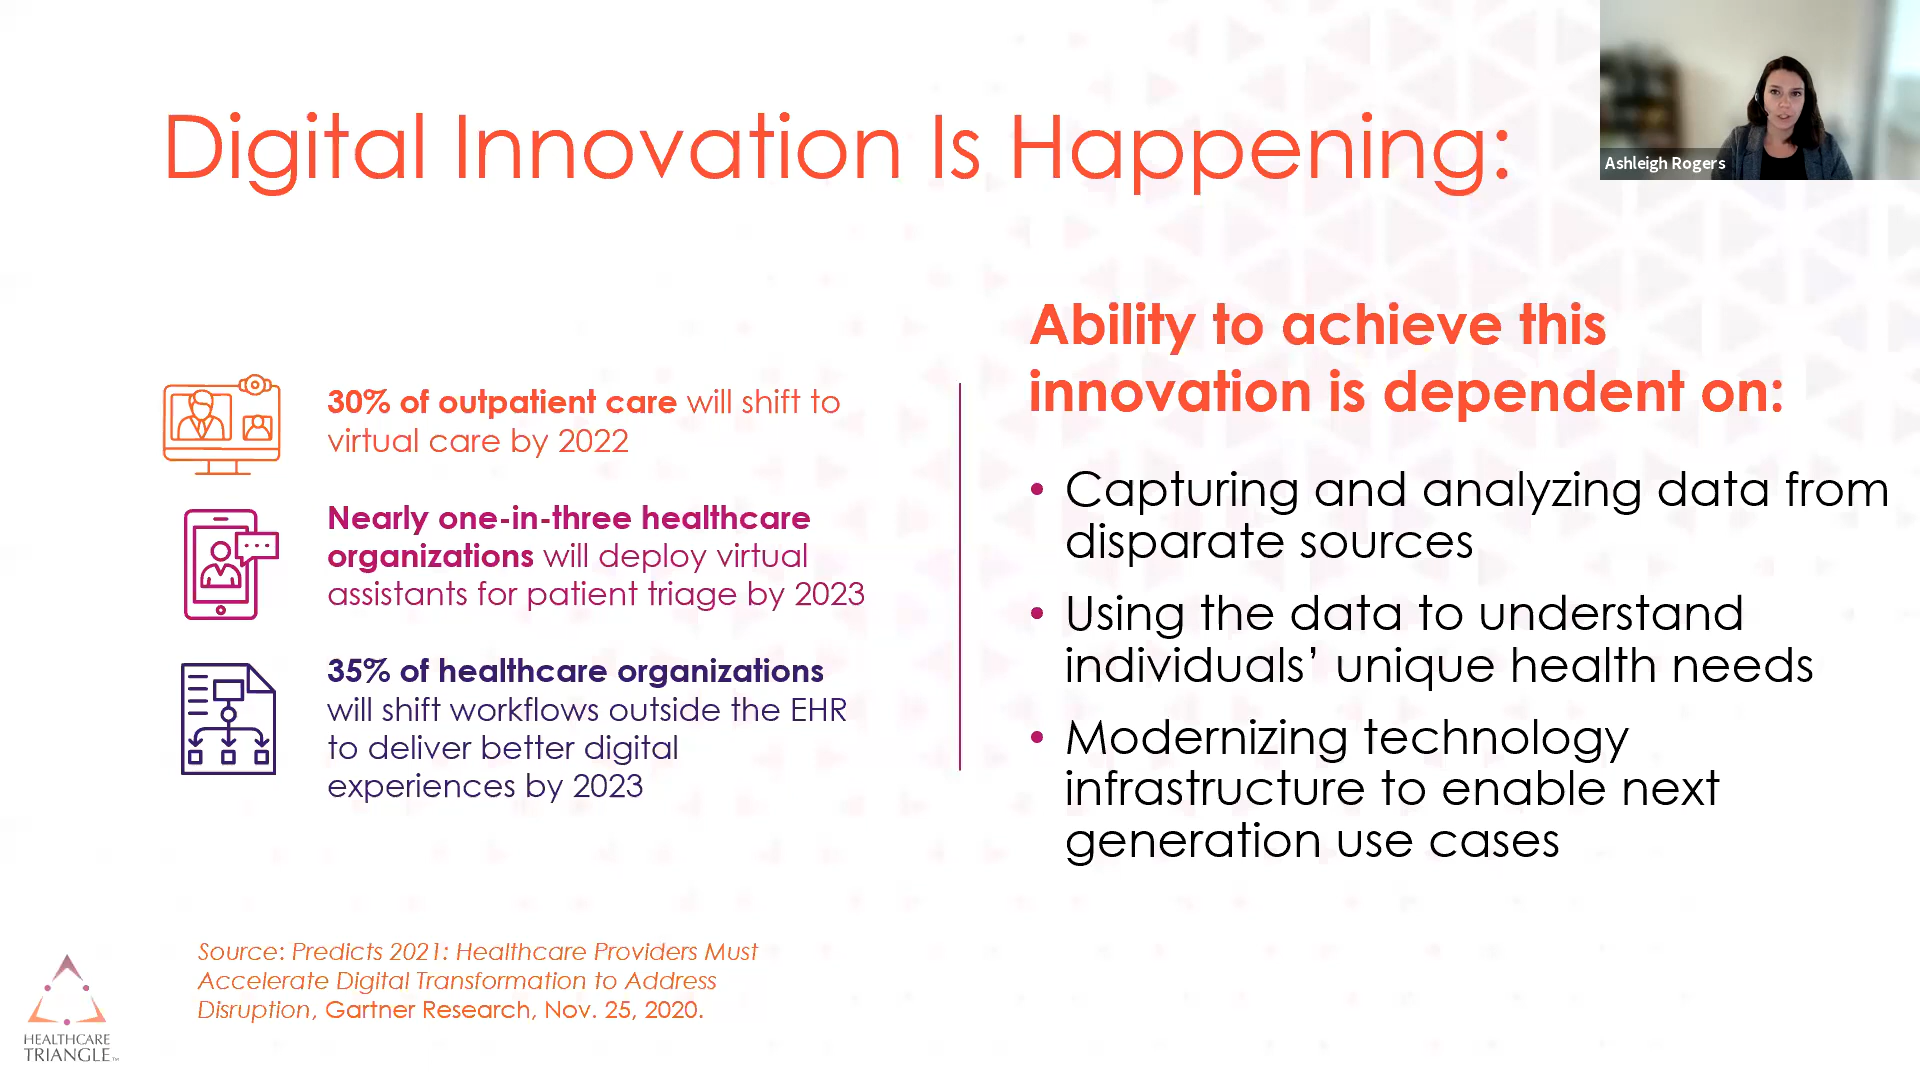 Digital Innovation Is Happening:
Ashleigh Rogers
30% of outpatient care will shift to
virtual care by 2022
Nearly one-in-three healthcare
organizations will deploy virtual
assistants for patient triage by 2023
35% of healthcare organizations
will shift workflows outside the EHR
to deliver better digital
experiences by 2023
Ability to achieve this
innovation is dependent on:
• Capturing and analyzing data from
disparate sources
• Using the data to understand
individuals’ unique health needs
• Modernizing technology
infrastructure to enable next
generation use cases
Source: Predicts 2021: Healthcare Providers Must
Accelerate Digital Transformation to Address
Disruption, Gartner Research, Nov. 25, 2020.
HEALTHCARE
TRIANGLE™